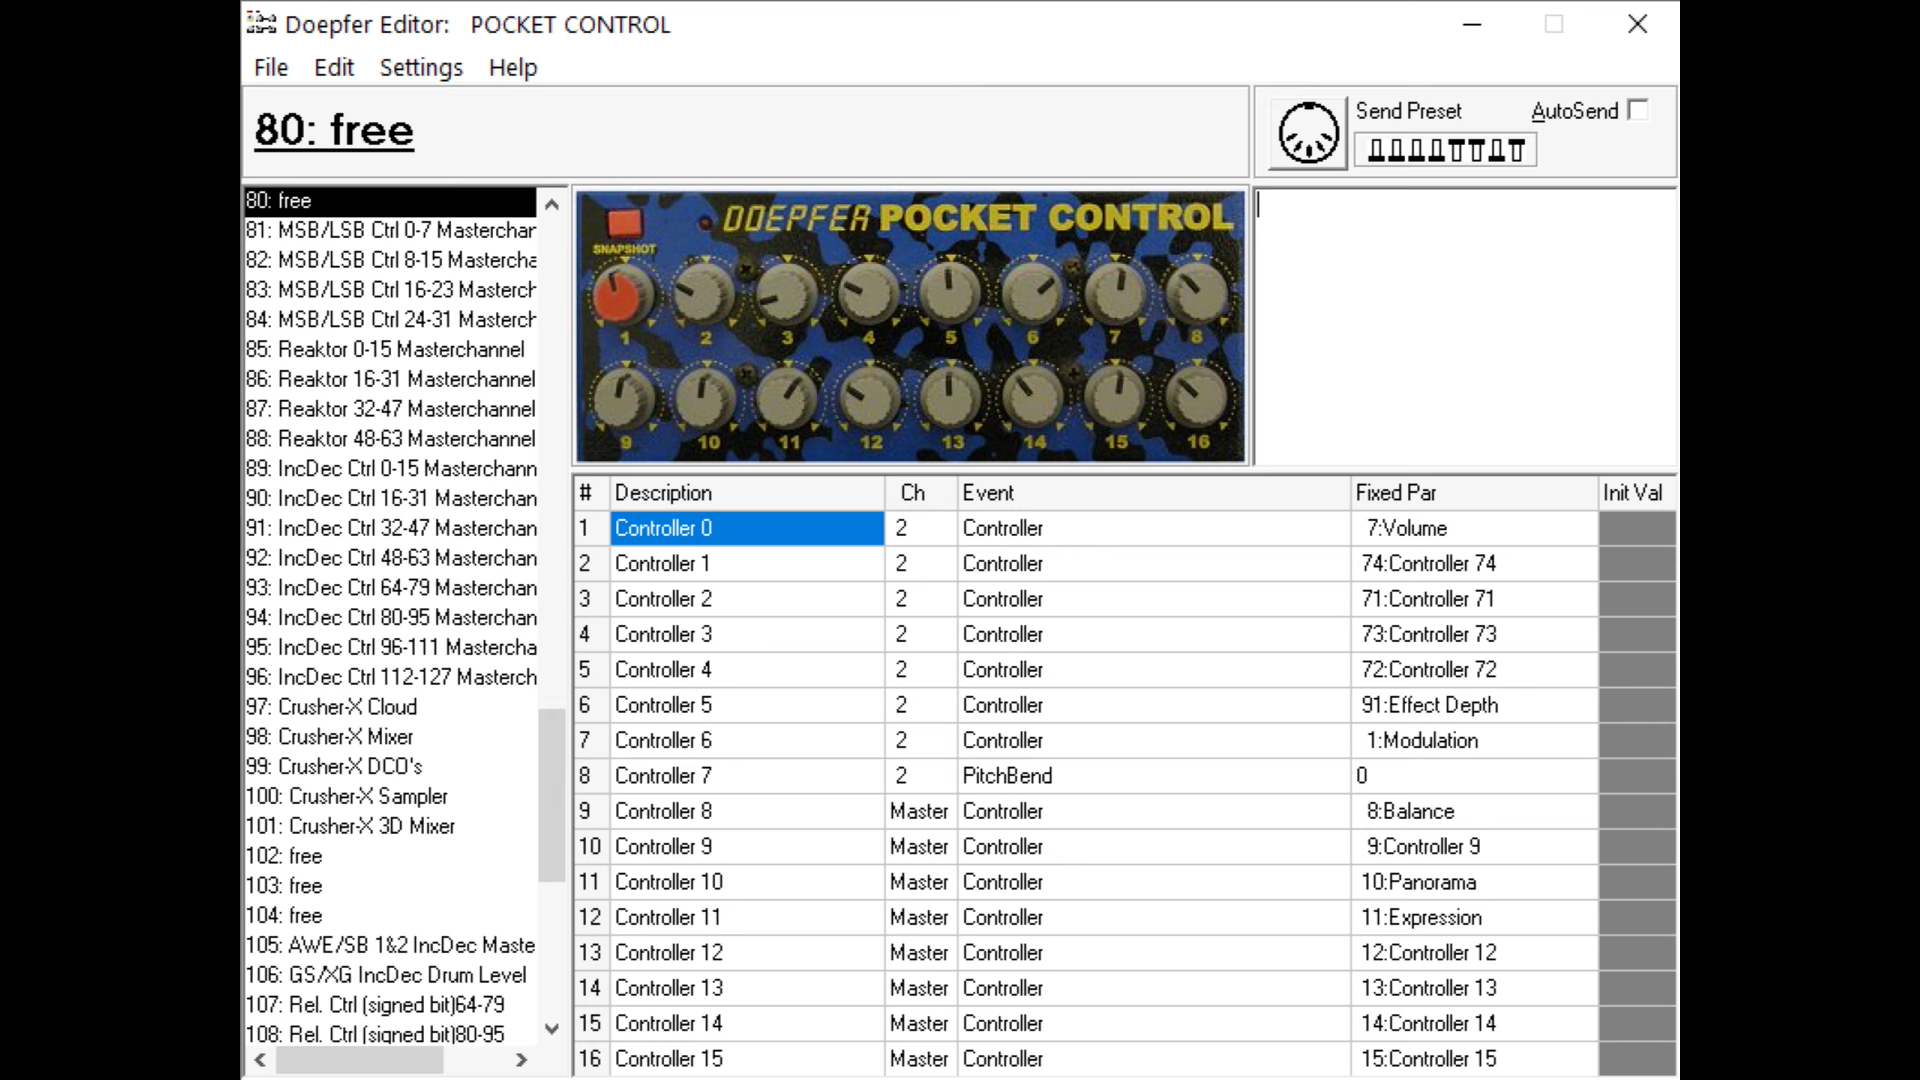 Doepfer Editor: POCKET CONTROL
File Edit Settings Help
80: free
Send Preset AutoSend
80: free
81: MSB/LSB Ctrl 0-7 Masterchar
82: MSB/LSB Ctrl 8-15 Mastercha
83: MSB/LSB Ctrl 16-23 Mastercr
84: MSB/LSB Ctrl 24-31 Mastercr
85: Reaktor 0-15 Masterchannel
86: Reaktor 16-31 Masterchannel
87: Reaktor 32-47 Masterchannel
88: Reaktor 48-63 Masterchannel
89: IncDec Ctrl 0-15 Masterchann
90: IncDec Ctrl 16-31 Masterchan
91: IncDec Ctrl 32-47 Masterchan
92: IncDec Ctrl 48-63 Masterchan
93: IncDec Ctrl 64-79 Masterchan
94: IncDec Ctrl 80-95 Masterchan
95: IncDec Ctrl 96-111 Mastercha
96: IncDec Ctrl 112-127 Masterch
97: Crusher-X Cloud
98: Crusher-X Mixer
99: Crusher-X DCO's
100: Crusher-X Sampler
101: Crusher-X 3D Mixer
102: free
103: free
104: free
105: AWE/SB 1&2 IncDec Maste
106: GS/XG IncDec Drum Level
107: Rel. Ctrl (signed bit)64-79
108: Rel. Ctrl (signed bit)80-95
DOEPFER POCKET CONTROL
SNAPSHOT
1 2 3 4 5 6 7 8
9 10 11 12 13 14 15 16
# Description Ch Event Fixed Par Init Val
1 Controller 0 2 Controller 7:Volume
2 Controller 1 2 Controller 74:Controller 74
3 Controller 2 2 Controller 71:Controller 71
4 Controller 3 2 Controller 73:Controller 73
5 Controller 4 2 Controller 72:Controller 72
6 Controller 5 2 Controller 91:Effect Depth
7 Controller 6 2 Controller 1:Modulation
8 Controller 7 2 PitchBend 0
9 Controller 8 Master Controller 8:Balance
10 Controller 9 Master Controller 9:Controller 9
11 Controller 10 Master Controller 10:Panorama
12 Controller 11 Master Controller 11:Expression
13 Controller 12 Master Controller 12:Controller 12
14 Controller 13 Master Controller 13:Controller 13
15 Controller 14 Master Controller 14:Controller 14
16 Controller 15 Master Controller 15:Controller 15